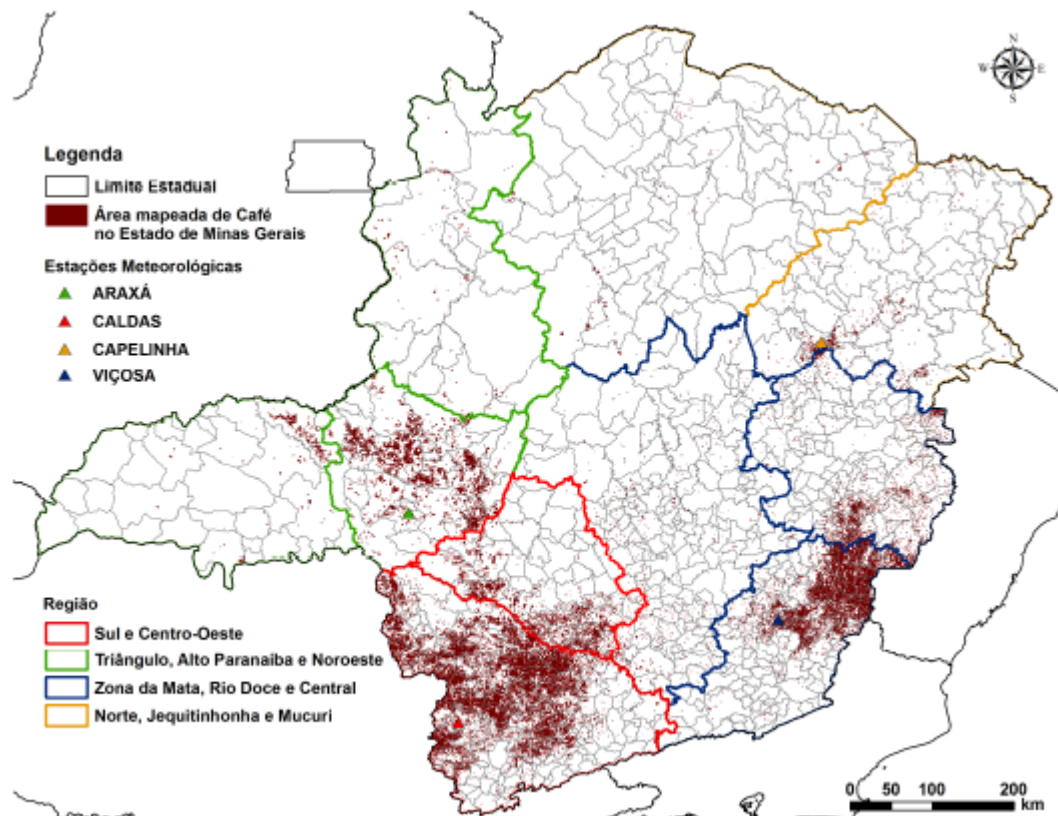 N
W E
S
Legenda
Limite Estadual
Área mapeada de Café
no Estado de Minas Gerais
Estações Meteorológicas
ARAXÁ
CALDAS
CAPELINHA
VIÇOSA
Região
Sul e Centro-Oeste
Triângulo, Alto Paranaíba e Noroeste
Zona da Mata, Rio Doce e Central
Norte, Jequitinhonha e Mucuri
0 50 100 200
km